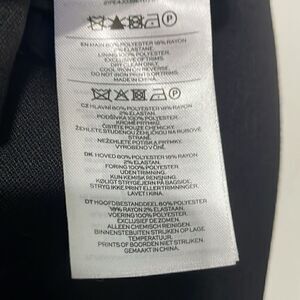 EN MAIN 80% POLYESTER 18% RAYON
2% ELASTANE.
LINING 100% POLYESTER.
EXCLUSIVE OF TRIMS.
DRY CLEAN ONLY
COOL IRON ON REVERSE
DO NOT IRON PRINTS OR TRIMS
MADE IN CHINA.
CZ HLAVNÍ 80% POLYESTER 18% RAYON
2% ELASTAN.
PODŠÍVKA 100% POLYESTER.
KROMĚ PRÝMKŮ.
ČISTĚTE POUZE CHEMICKY
ŽEHLETE STUDENOU ŽEHLIČKOU NA RUBOVÉ
STRANĚ.
NEŽEHLETE POTISK A PRÝMKY.
VYROBENO V ČÍNĚ.
DK HOVED 80% POLYESTER 18% RAYON
2% ELASTAN.
FORING 100% POLYESTER.
UDEN TRIMNING.
KUN KEMISK RENSNING.
KØLIGT STRYGEJERN PÅ BAGSIDE.
STRYG IKKE PRINT ELLER TRIMNINGER.
LAVET I KINA.
DT HOOFDBESTANDDEEL 80% POLYESTER
18% RAYON 2% ELASTAAN.
VOERING 100% POLYESTER.
EXCLUSIEF DE ZOMEN.
ALLEEN CHEMISCH REINIGEN.
BINNENSTEBUITEN STRIJKEN OP LAGE
TEMPERATUUR.
PRINTS OF BOORDEN NIET STRIJKEN.
GEMAAKT IN CHINA.